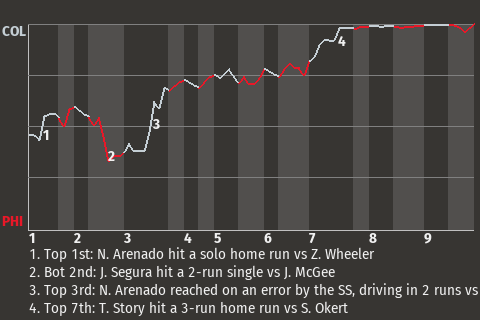 COL
4
1
3
2
PHI
1 2 3 4 5 6 7 8 9
1. Top 1st: N. Arenado hit a solo home run vs Z. Wheeler
2. Bot 2nd: J. Segura hit a 2-run single vs J. McGee
3. Top 3rd: N. Arenado reached on an error by the SS, driving in 2 runs vs
4. Top 7th: T. Story hit a 3-run home run vs S. Okert